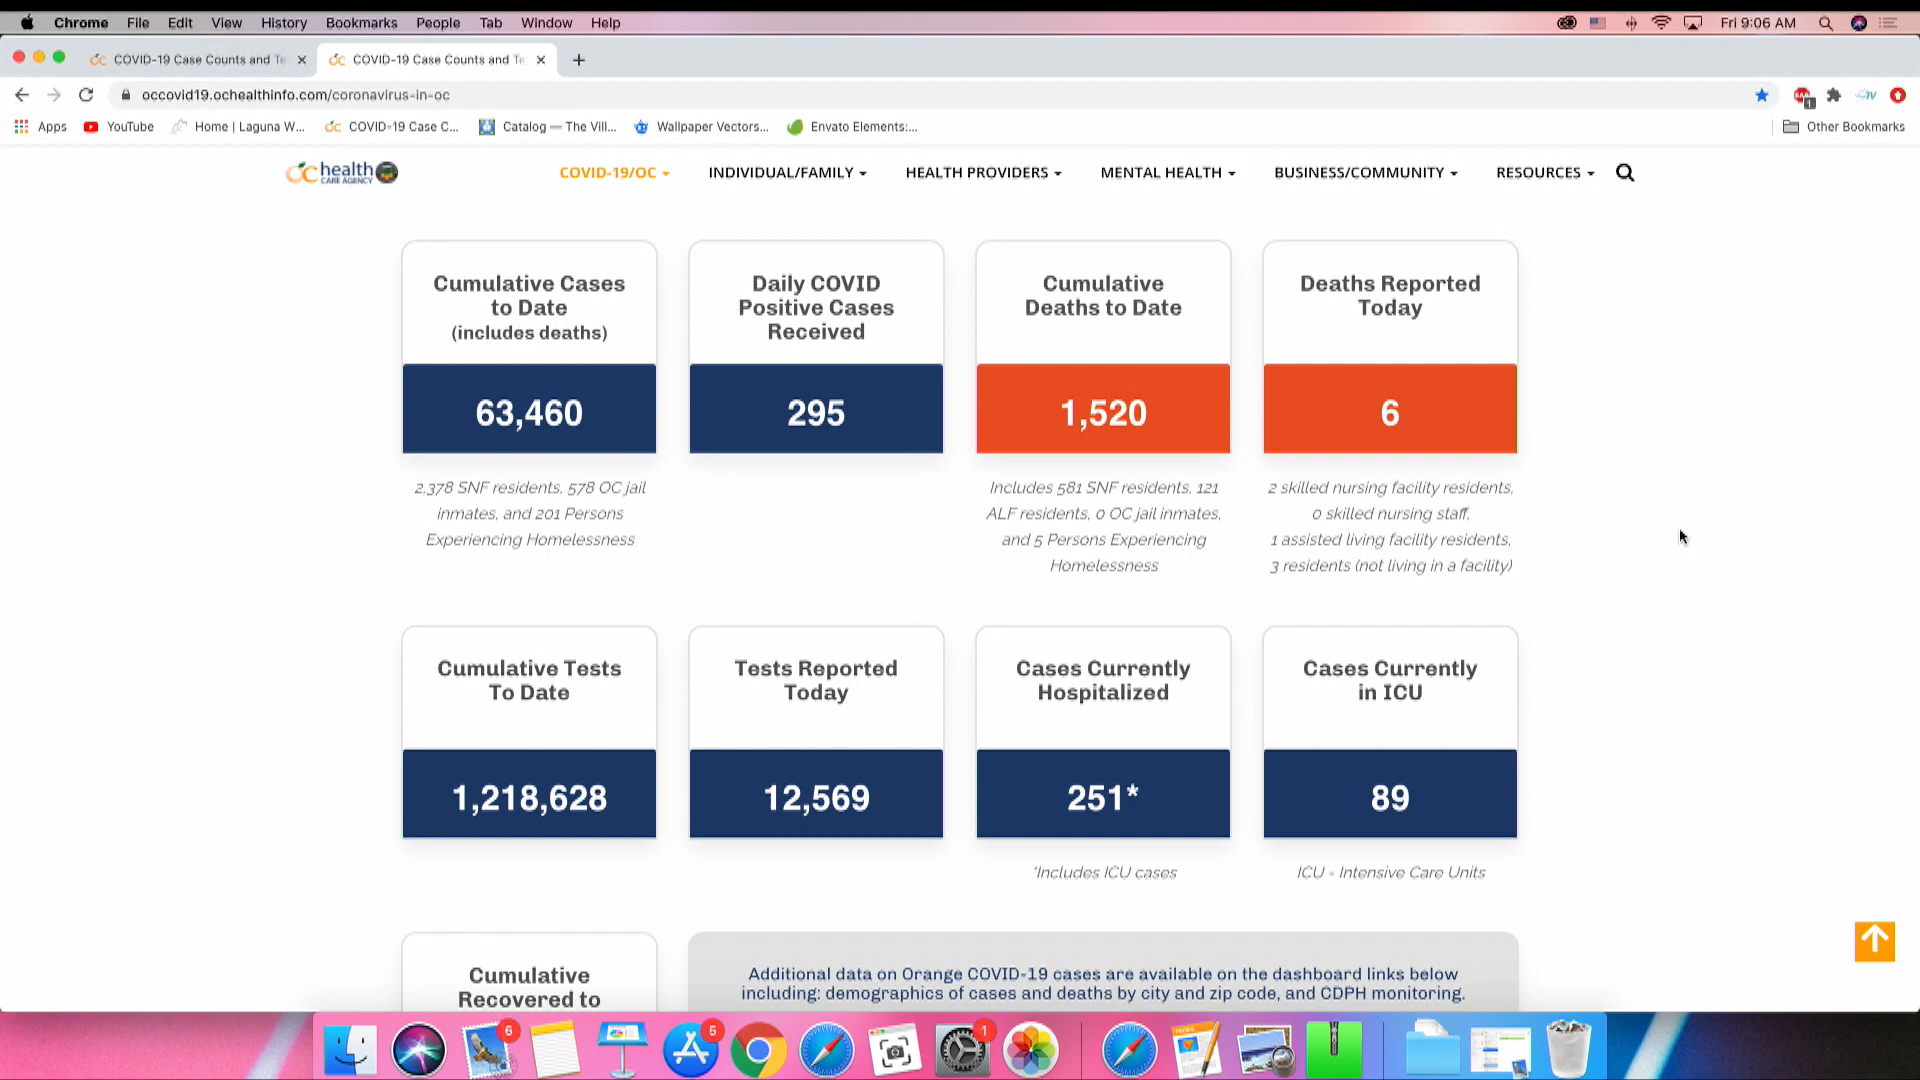 Chrome File Edit View History Bookmarks People Tab Window Help Fri 9:06 AM
COVID-19 Case Counts and Te COVID-19 Case Counts and Te
occovid19.ochealthinfo.com/coronavirus-in-oc
Apps YouTube Home | Laguna W... COVID-19 Case C... Catalog — The Vill... Wallpaper Vectors... Envato Elements:... Other Bookmarks
oc health
CARE AGENCY
COVID-19/OC INDIVIDUAL/FAMILY HEALTH PROVIDERS MENTAL HEALTH BUSINESS/COMMUNITY RESOURCES
Cumulative Cases
to Date
(includes deaths)
63,460
2,378 SNF residents, 578 OC jail
inmates, and 201 Persons
Experiencing Homelessness
Daily COVID
Positive Cases
Received
295
Cumulative
Deaths to Date
1,520
Includes 581 SNF residents, 121
ALF residents, 0 OC jail inmates,
and 5 Persons Experiencing
Homelessness
Deaths Reported
Today
6
2 skilled nursing facility residents,
0 skilled nursing staff,
1 assisted living facility residents,
3 residents (not living in a facility)
Cumulative Tests
To Date
1,218,628
Tests Reported
Today
12,569
Cases Currently
Hospitalized
251*
*Includes ICU cases
Cases Currently
in ICU
89
ICU = Intensive Care Units
Cumulative
Recovered to
Additional data on Orange COVID-19 cases are available on the dashboard links below
including: demographics of cases and deaths by city and zip code, and CDPH monitoring.
6 5 1